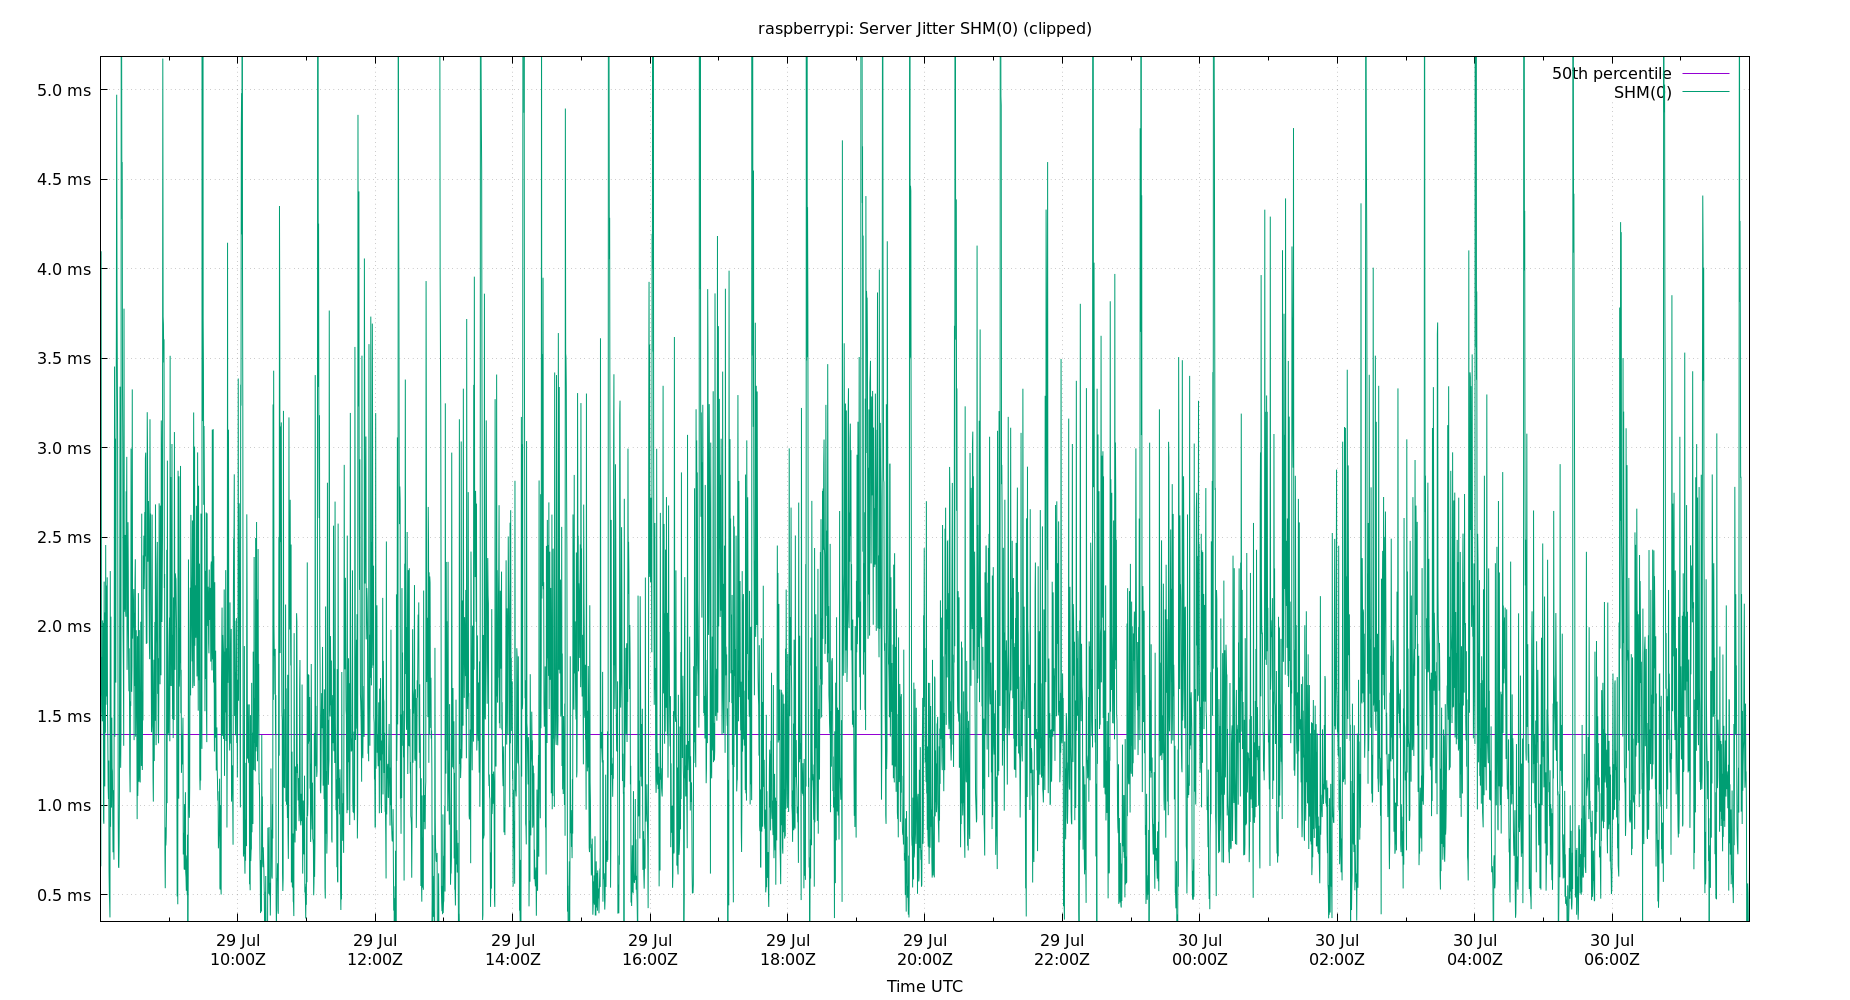 raspberrypi: Server Jitter SHM(0) (clipped)
50th percentile
SHM(0)
5.0 ms
4.5 ms
4.0 ms
3.5 ms
3.0 ms
2.5 ms
2.0 ms
1.5 ms
1.0 ms
0.5 ms
29 Jul 29 Jul 29 Jul 29 Jul 29 Jul 29 Jul 29 Jul 30 Jul 30 Jul 30 Jul 30 Jul
10:00Z 12:00Z 14:00Z 16:00Z 18:00Z 20:00Z 22:00Z 00:00Z 02:00Z 04:00Z 06:00Z
Time UTC